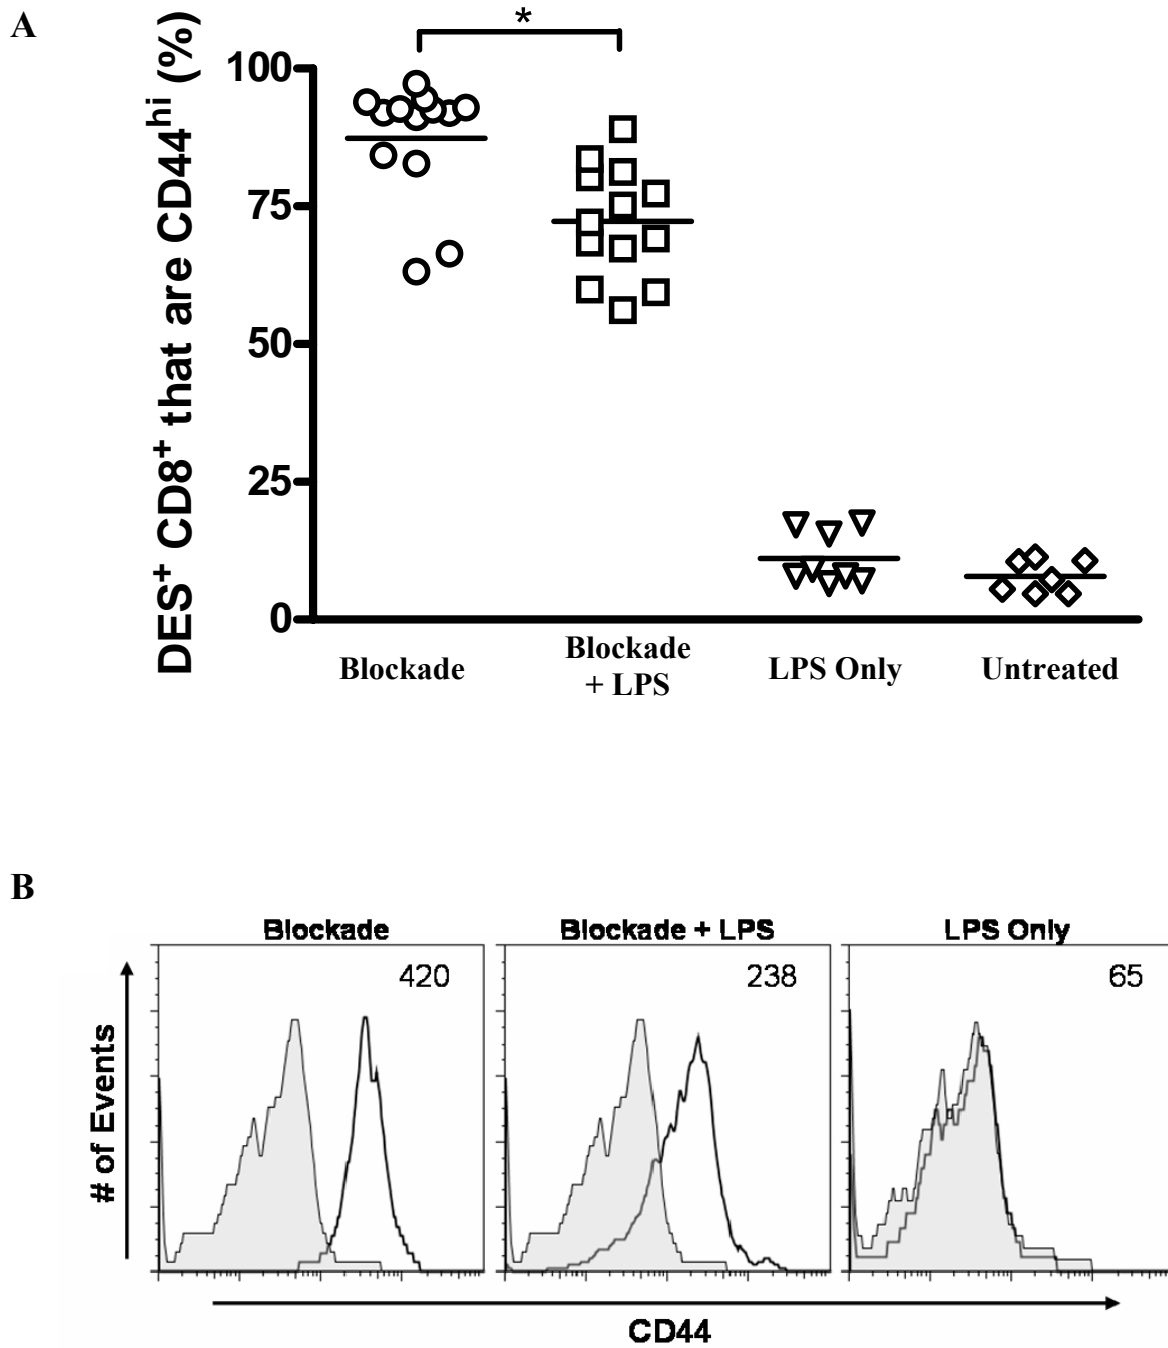 A
*
DES⁺ CD8⁺ that are CD44ʰⁱ (%)
100
75
50
25
0
Blockade
Blockade
+ LPS
LPS Only
Untreated
B
Blockade
Blockade + LPS
LPS Only
420
238
65
# of Events
CD44